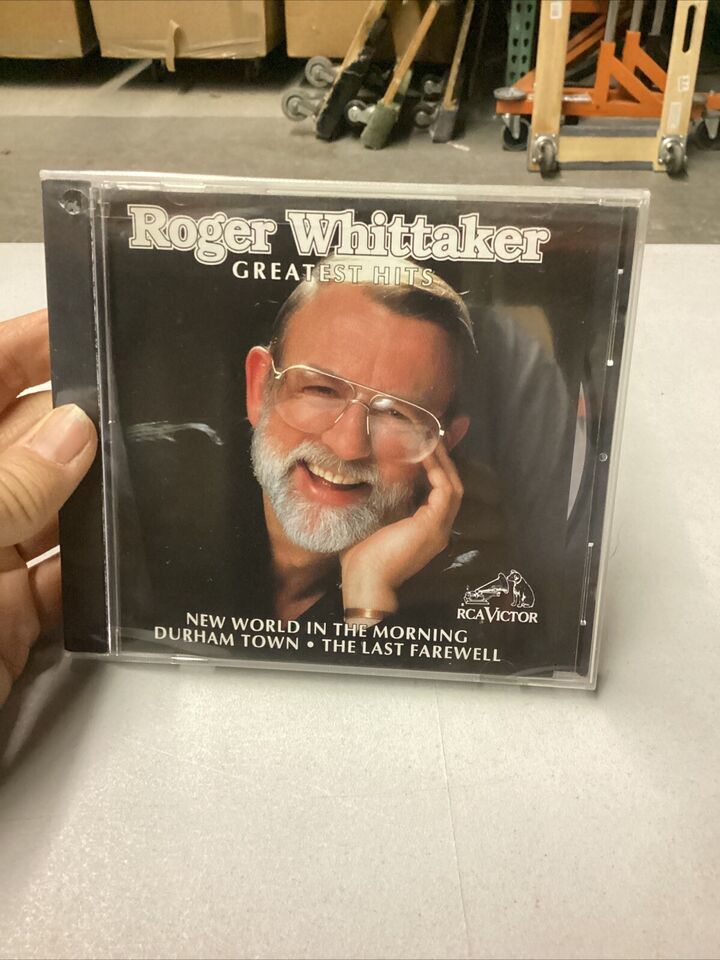 Roger Whittaker
GREATEST HITS
RCA VICTOR
NEW WORLD IN THE MORNING
DURHAM TOWN • THE LAST FAREWELL